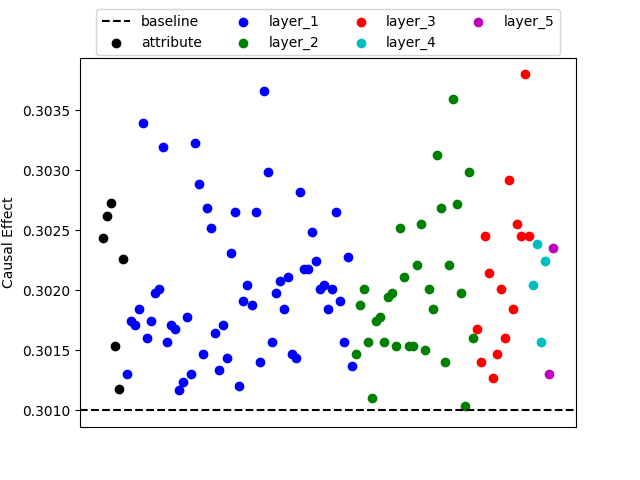 baseline layer_1 layer_3 layer_5
attribute layer_2 layer_4
0.3035
0.3030
0.3025
0.3020
0.3015
0.3010
Causal Effect